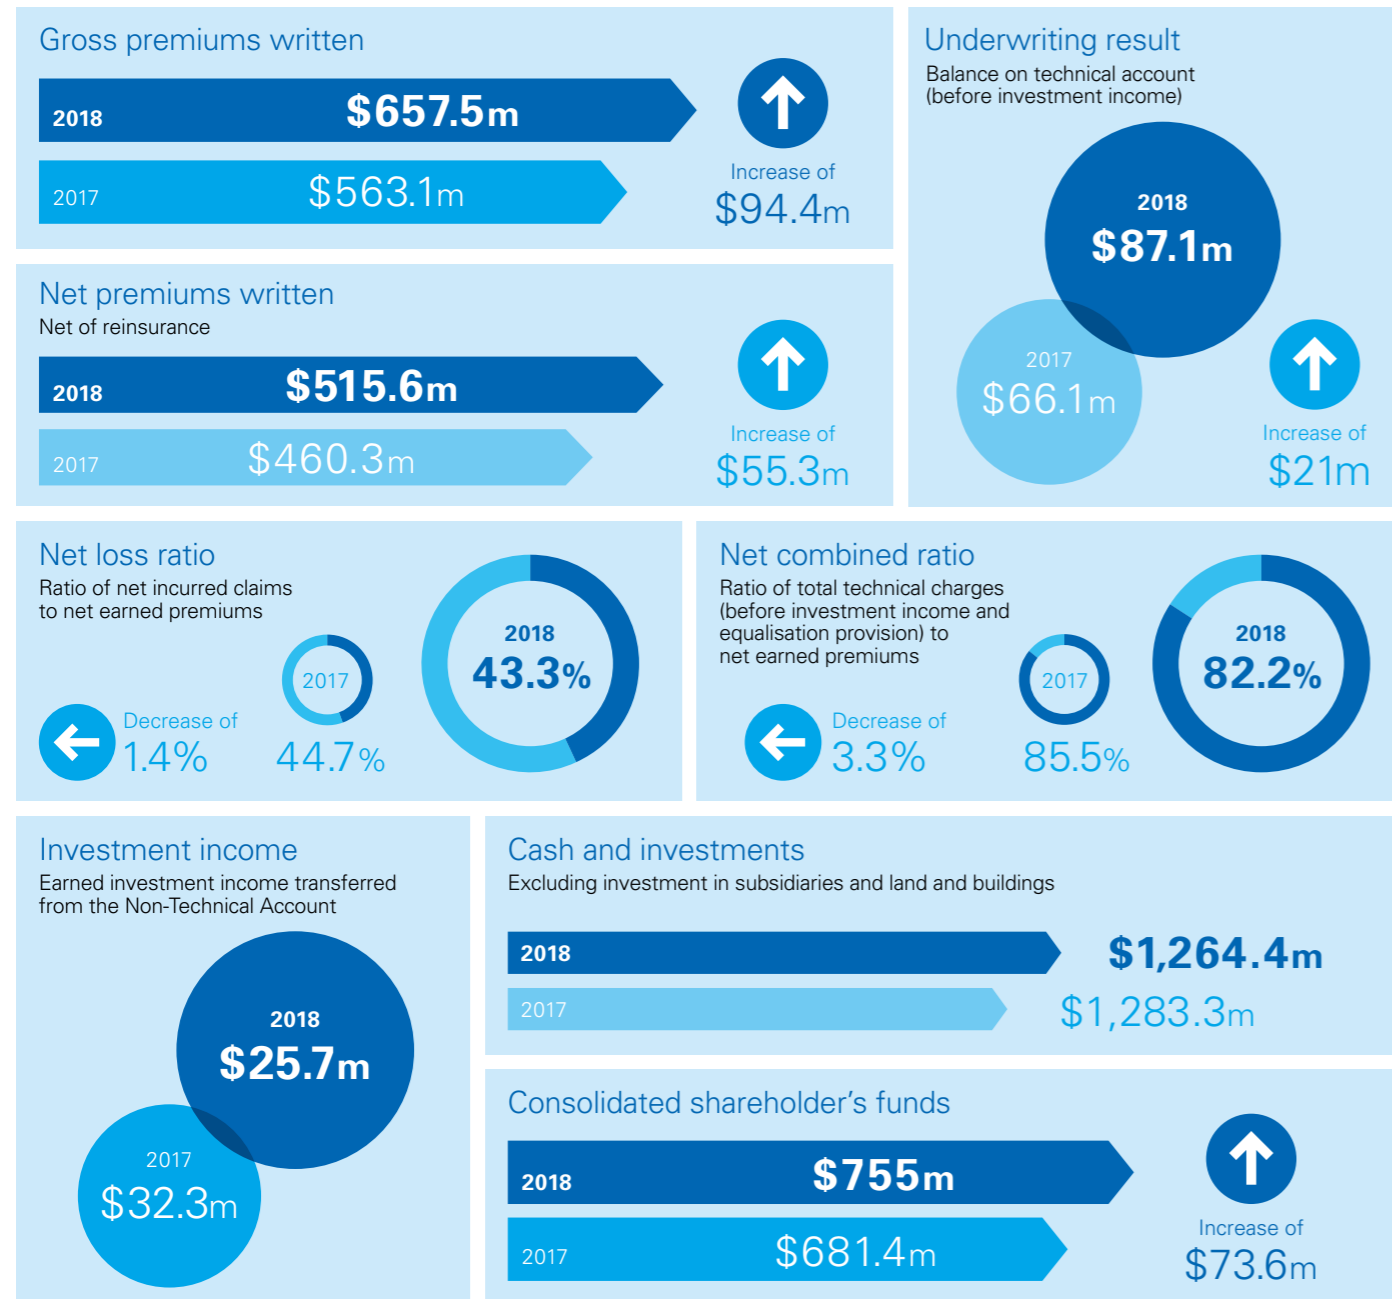 Gross premiums written
2018
$657.5m
2017
$563.1m
Increase of
$94.4m
Underwriting result
Balance on technical account
(before investment income)
2018
$87.1m
2017
$66.1m
Increase of
$21m
Net premiums written
Net of reinsurance
2018
$515.6m
2017
$460.3m
Increase of
$55.3m
Net loss ratio
Ratio of net incurred claims
to net earned premiums
2018
43.3%
2017
44.7%
Decrease of
1.4%
Net combined ratio
Ratio of total technical charges
(before investment income and
equalisation provision) to
net earned premiums
2018
82.2%
2017
85.5%
Decrease of
3.3%
Investment income
Earned investment income transferred
from the Non-Technical Account
2018
$25.7m
2017
$32.3m
Cash and investments
Excluding investment in subsidiaries and land and buildings
2018
$1,264.4m
2017
$1,283.3m
Consolidated shareholder's funds
2018
$755m
2017
$681.4m
Increase of
$73.6m